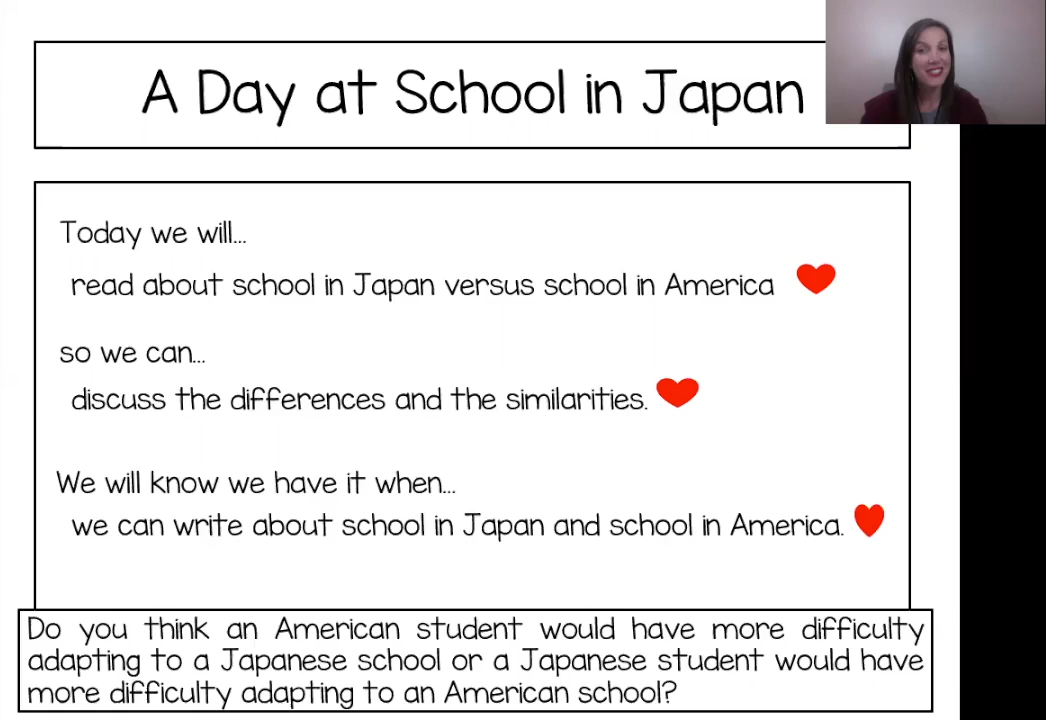 A Day at School in Japan
Today we will...
read about school in Japan versus school in America
so we can...
discuss the differences and the similarities.
We will know we have it when...
we can write about school in Japan and school in America.
Do you think an American student would have more difficulty
adapting to a Japanese school or a Japanese student would have
more difficulty adapting to an American school?